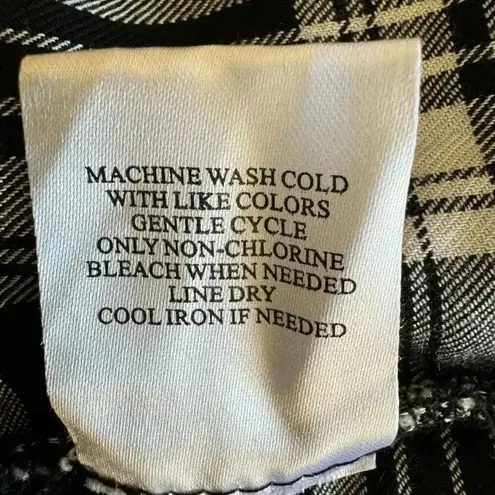 MACHINE WASH COLD
WITH LIKE COLORS
GENTLE CYCLE
ONLY NON-CHLORINE
BLEACH WHEN NEEDED
LINE DRY
COOL IRON IF NEEDED